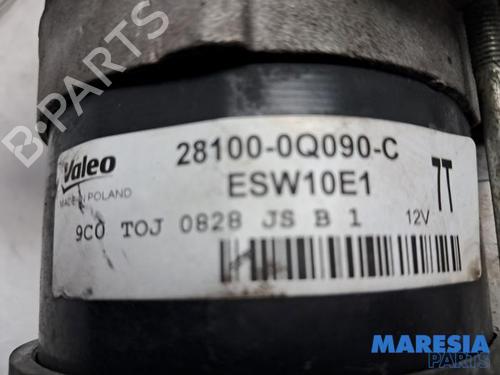 B-PARTS
Valeo
MADE IN POLAND
28100-0Q090-C
ESW10E1
7T
9CO TOJ 0828 JS B 1
12V
MARESIA
PARTS